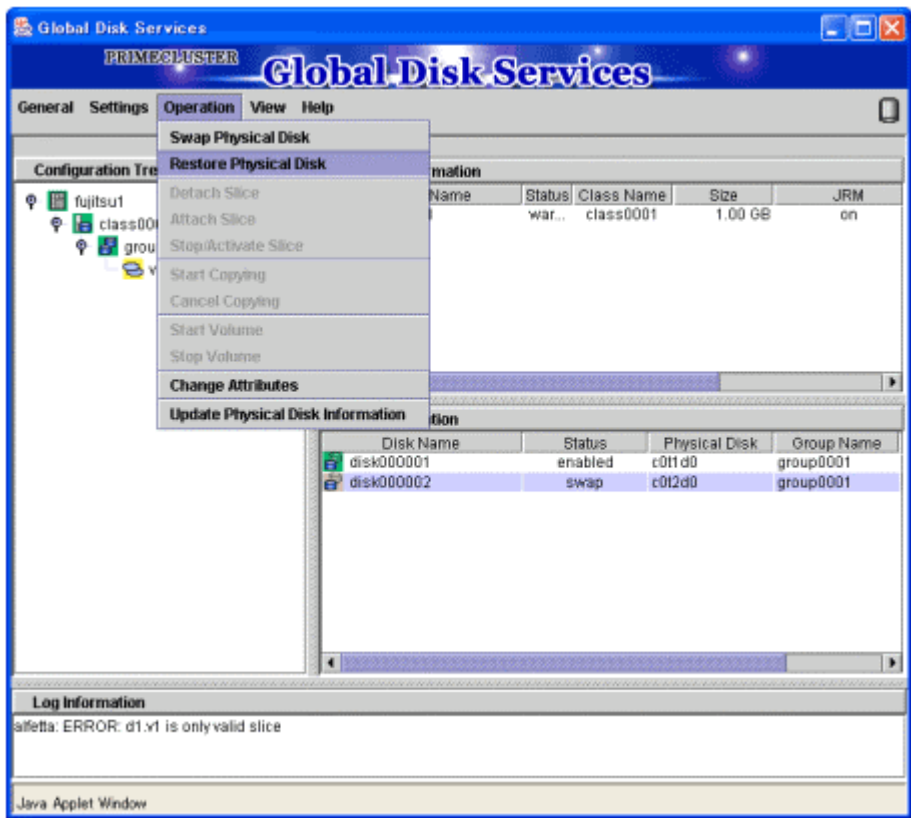 Global Disk Services
PRIMECLUSTER
Global Disk Services
General Settings Operation View Help
Swap Physical Disk
Restore Physical Disk
Detach Slice
Attach Slice
Stop/Activate Slice
Start Copying
Cancel Copying
Start Volume
Stop Volume
Change Attributes
Update Physical Disk Information
Configuration Tre
fujitsu1
class00
grou
v
rmation
Name Status Class Name Size JRM
war... class0001 1.00 GB on
tion
Disk Name Status Physical Disk Group Name
disk000001 enabled c0t1d0 group0001
disk000002 swap c0t2d0 group0001
Log Information
alfetta: ERROR: d1.v1 is only valid slice
Java Applet Window